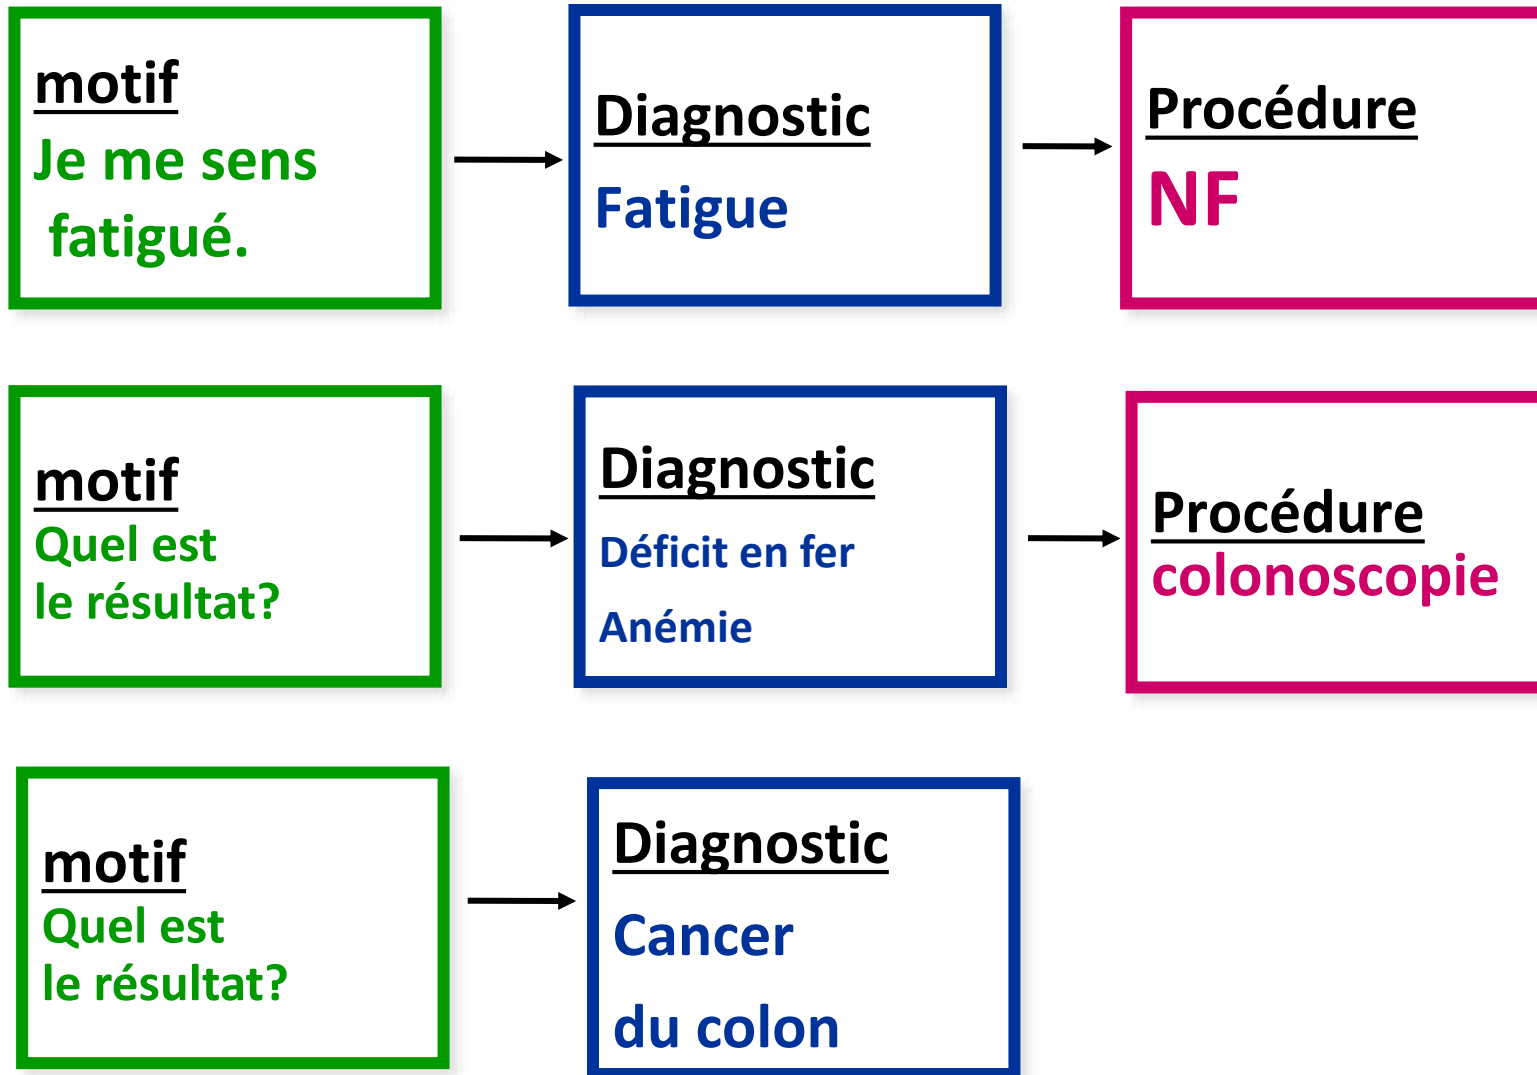 motif
Je me sens
fatigué.
Diagnostic
Fatigue
Procédure
NF
motif
Quel est
le résultat?
Diagnostic
Déficit en fer
Anémie
Procédure
colonoscopie
motif
Quel est
le résultat?
Diagnostic
Cancer
du colon